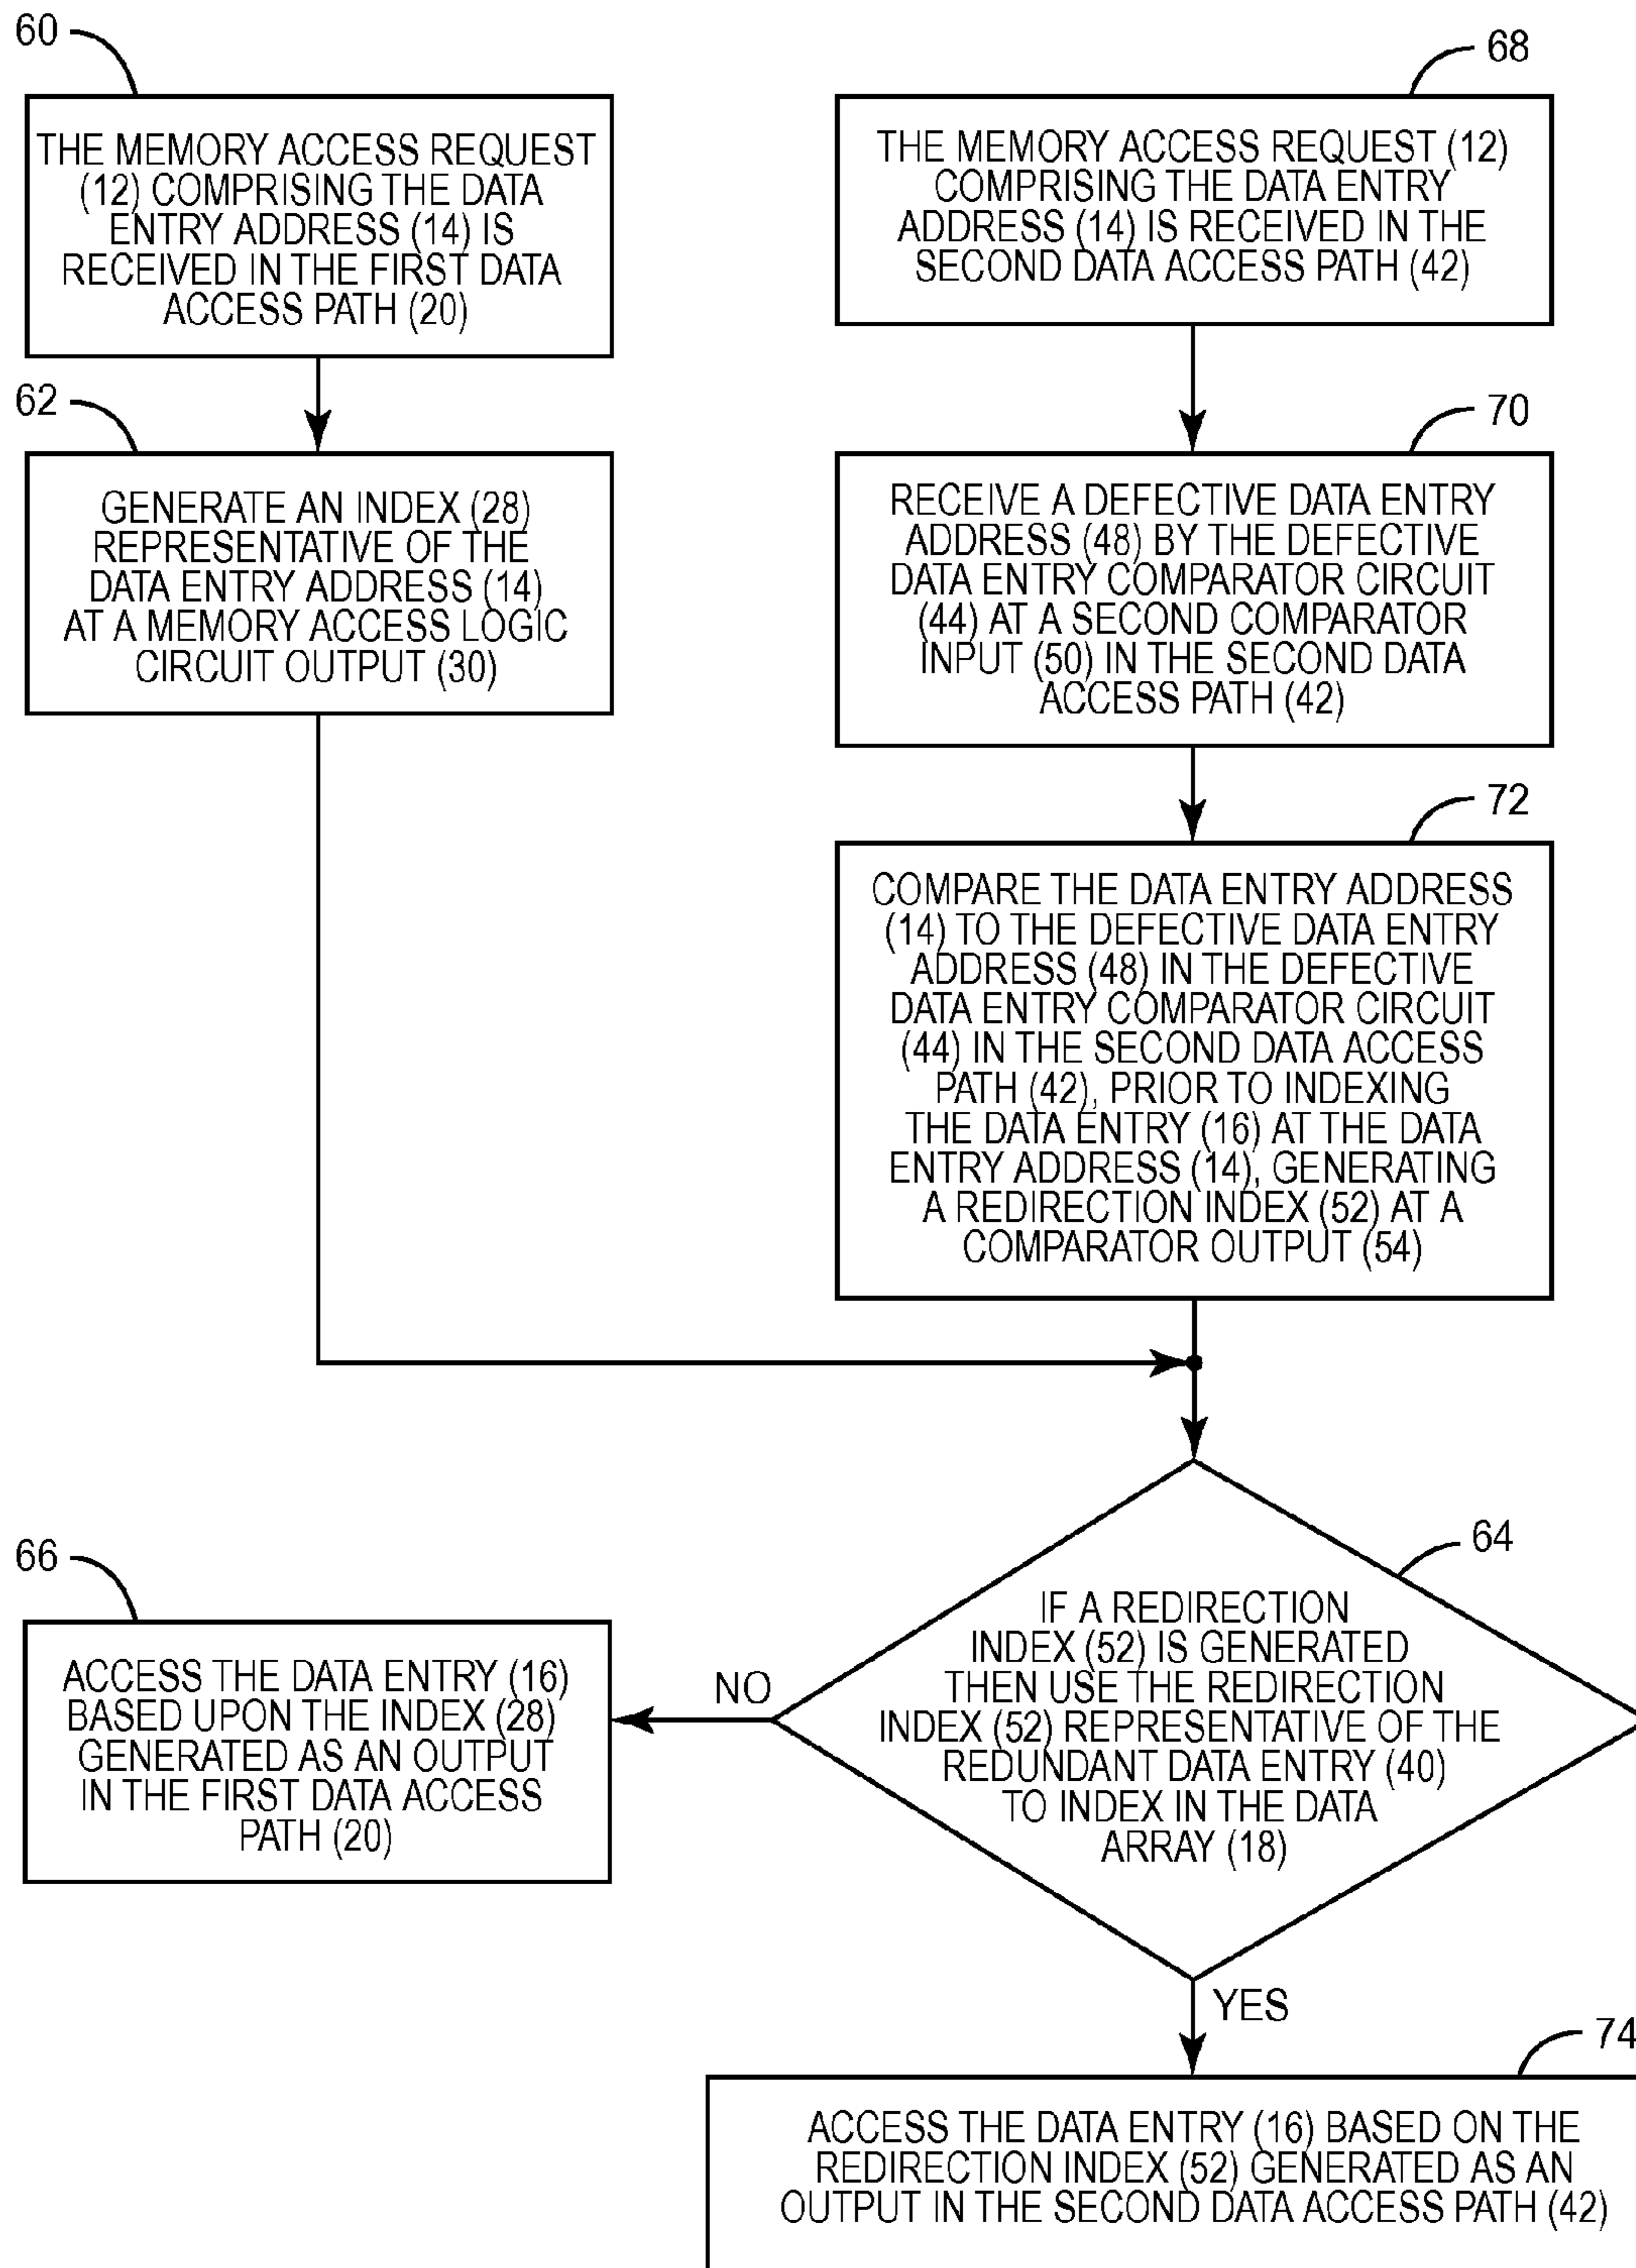 60
THE MEMORY ACCESS REQUEST
(12) COMPRISING THE DATA
ENTRY ADDRESS (14) IS
RECEIVED IN THE FIRST DATA
ACCESS PATH (20)
62
GENERATE AN INDEX (28)
REPRESENTATIVE OF THE
DATA ENTRY ADDRESS (14)
AT A MEMORY ACCESS LOGIC
CIRCUIT OUTPUT (30)
68
THE MEMORY ACCESS REQUEST (12)
COMPRISING THE DATA ENTRY
ADDRESS (14) IS RECEIVED IN THE
SECOND DATA ACCESS PATH (42)
70
RECEIVE A DEFECTIVE DATA ENTRY
ADDRESS (48) BY THE DEFECTIVE
DATA ENTRY COMPARATOR CIRCUIT
(44) AT A SECOND COMPARATOR
INPUT (50) IN THE SECOND DATA
ACCESS PATH (42)
72
COMPARE THE DATA ENTRY ADDRESS
(14) TO THE DEFECTIVE DATA ENTRY
ADDRESS (48) IN THE DEFECTIVE
DATA ENTRY COMPARATOR CIRCUIT
(44) IN THE SECOND DATA ACCESS
PATH (42), PRIOR TO INDEXING
THE DATA ENTRY (16) AT THE DATA
ENTRY ADDRESS (14), GENERATING
A REDIRECTION INDEX (52) AT A
COMPARATOR OUTPUT (54)
64
IF A REDIRECTION
INDEX (52) IS GENERATED
THEN USE THE REDIRECTION
INDEX (52) REPRESENTATIVE OF THE
REDUNDANT DATA ENTRY (40)
TO INDEX IN THE DATA
ARRAY (18)
NO
66
ACCESS THE DATA ENTRY (16)
BASED UPON THE INDEX (28)
GENERATED AS AN OUTPUT
IN THE FIRST DATA ACCESS
PATH (20)
YES
74
ACCESS THE DATA ENTRY (16) BASED ON THE
REDIRECTION INDEX (52) GENERATED AS AN
OUTPUT IN THE SECOND DATA ACCESS PATH (42)